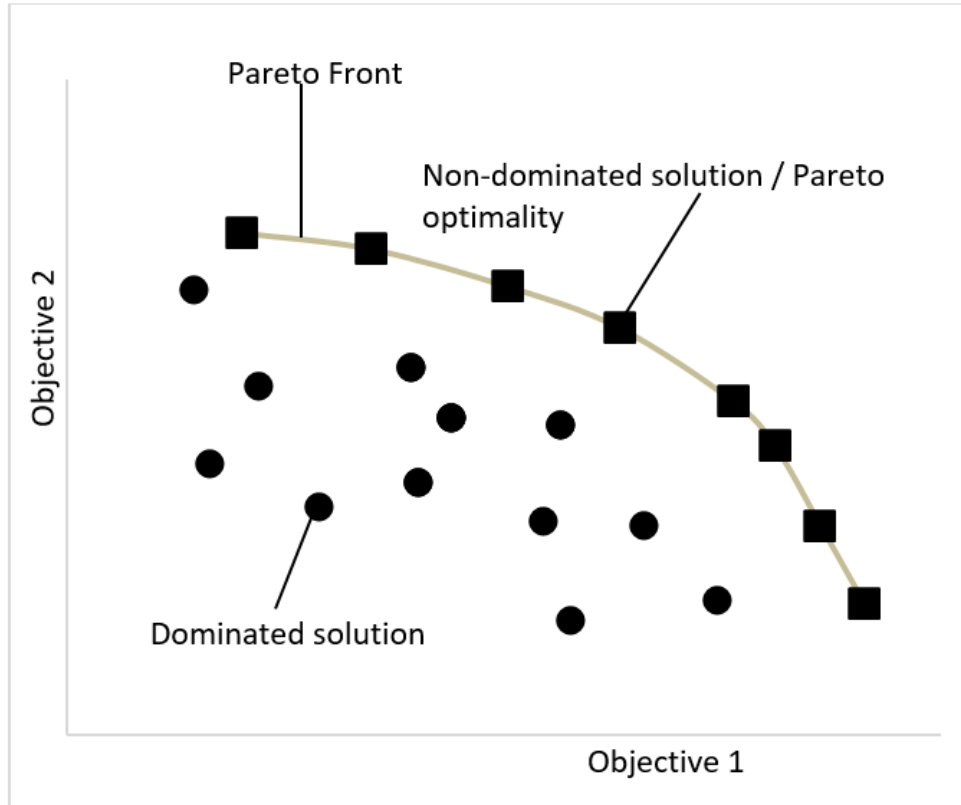 Pareto Front
Non-dominated solution / Pareto
optimality
Objective 2
Dominated solution
Objective 1